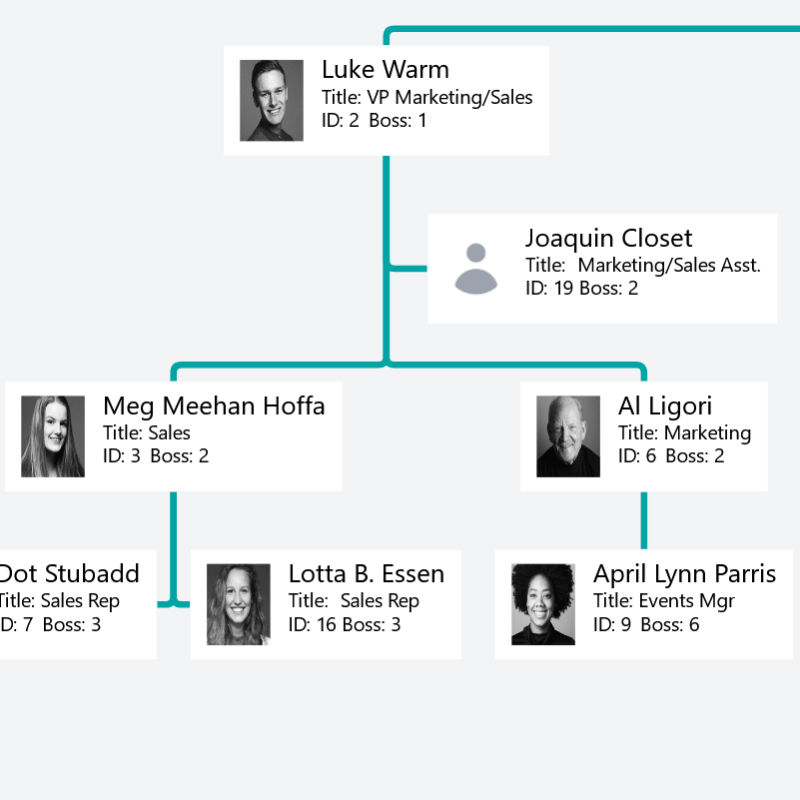 Luke Warm
Title: VP Marketing/Sales
ID: 2 Boss: 1
Joaquin Closet
Title: Marketing/Sales Asst.
ID: 19 Boss: 2
Meg Meehan Hoffa
Title: Sales
ID: 3 Boss: 2
Al Ligori
Title: Marketing
ID: 6 Boss: 2
Dot Stubadd
Title: Sales Rep
ID: 7 Boss: 3
Lotta B. Essen
Title: Sales Rep
ID: 16 Boss: 3
April Lynn Parris
Title: Events Mgr
ID: 9 Boss: 6